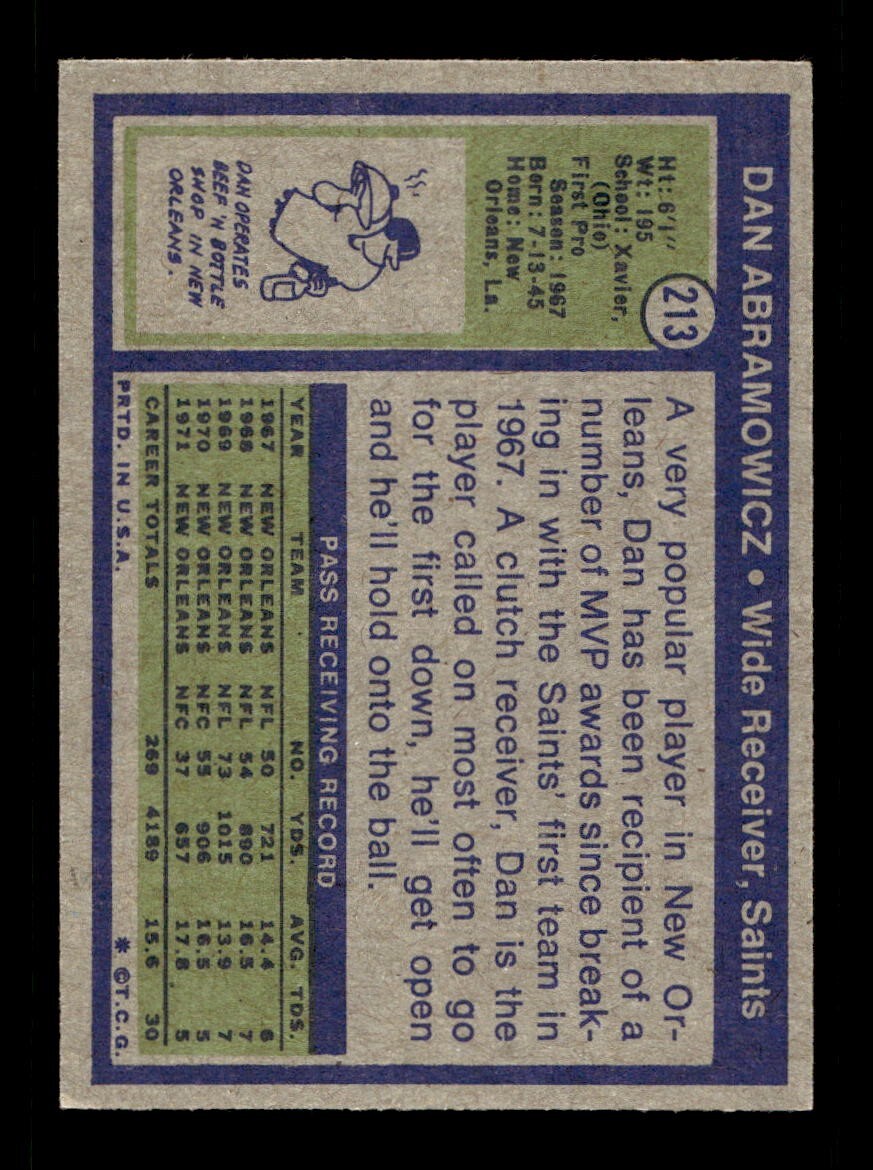 DAN ABRAMOWICZ • Wide Receiver, Saints
213
Ht: 6'1"
Wt: 195
School: Xavier,
(Ohio)
First Pro
Season: 1967
Born: 7-13-45
Home: New
Orleans, La.
DAN OPERATES
BEEF 'N BOTTLE
SHOP IN NEW
ORLEANS.
A very popular player in New Or-
leans, Dan has been recipient of a
number of MVP awards since break-
ing in with the Saints' first team in
1967. A clutch receiver, Dan is the
player called on most often to go
for the first down, he'll get open
and he'll hold onto the ball.
PASS RECEIVING RECORD
YEAR TEAM NO. YDS. AVG. TDS.
1967 NEW ORLEANS NFL 50 721 14.4 6
1968 NEW ORLEANS NFL 54 890 16.5 7
1969 NEW ORLEANS NFL 73 1015 13.9 7
1970 NEW ORLEANS NFC 55 906 16.5 5
1971 NEW ORLEANS NFC 37 657 17.8 5
CAREER TOTALS 269 4189 15.6 30
PRTD. IN U.S.A. * ©T.C.G.